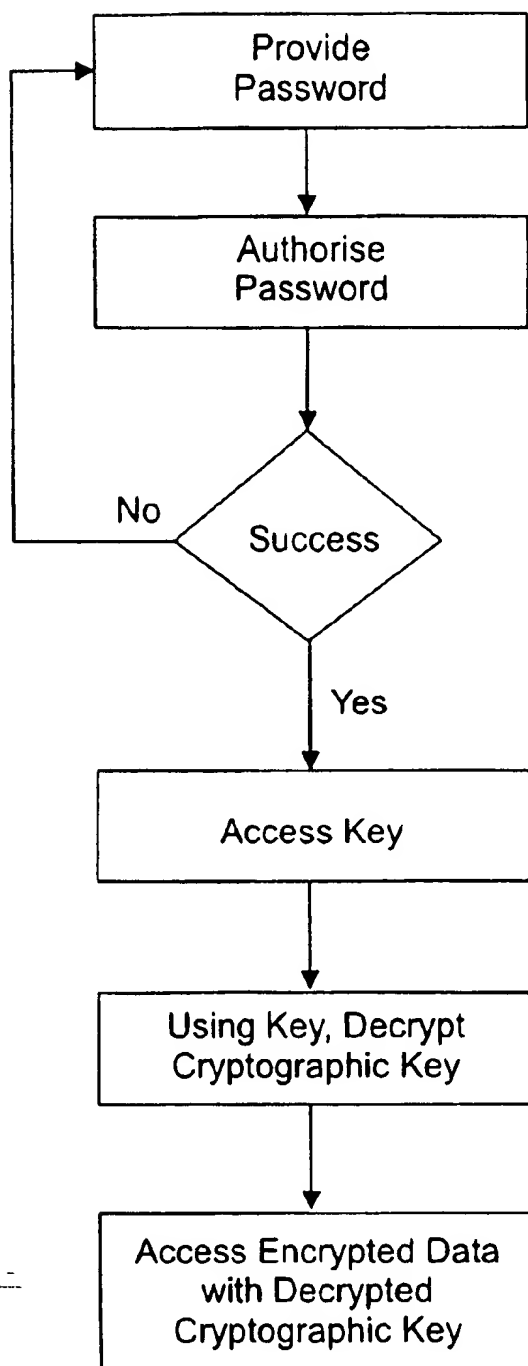 Provide
Password
Authorise
Password
No
Success
Yes
Access Key
Using Key, Decrypt
Cryptographic Key
Access Encrypted Data
with Decrypted
Cryptographic Key